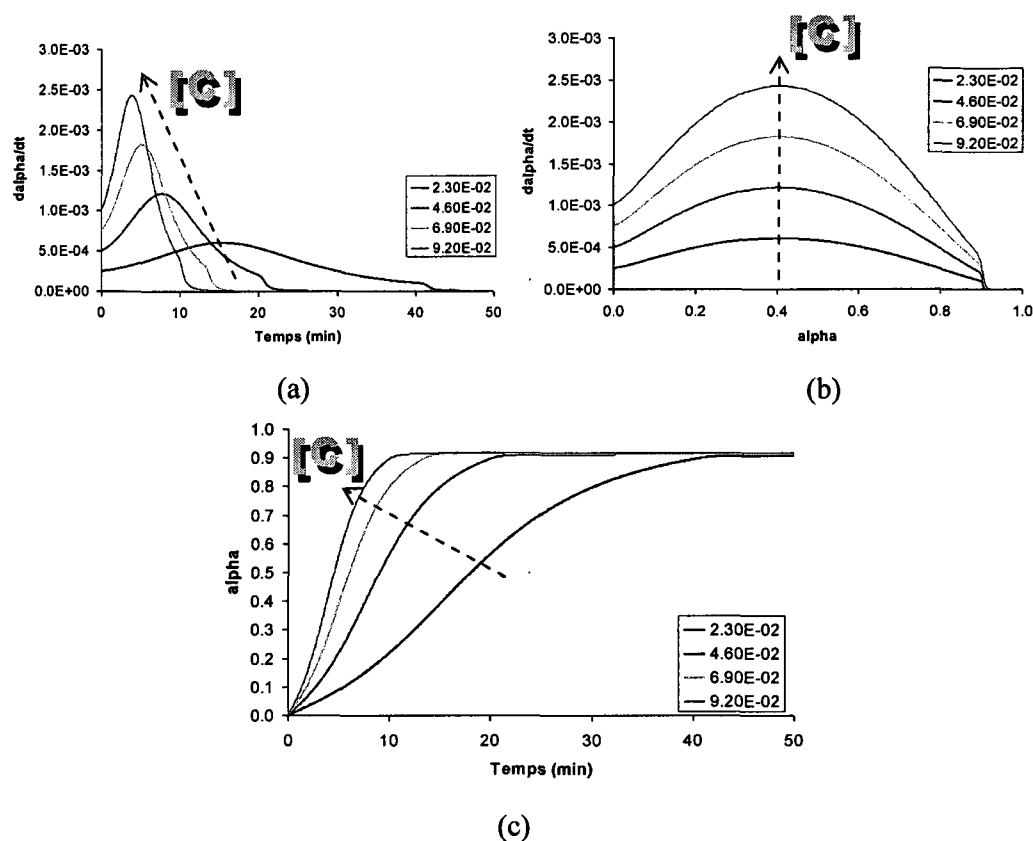 [C]
3.0E-03
2.5E-03
2.0E-03
1.5E-03
1.0E-03
5.0E-04
0.0E+00
dalpha/dt
0
10
20
30
40
50
Temps (min)
2.30E-02
4.60E-02
6.90E-02
9.20E-02
(a)
[C]
3.0E-03
2.5E-03
2.0E-03
1.5E-03
1.0E-03
5.0E-04
0.0E+00
dalpha/dt
0.0
0.2
0.4
0.6
0.8
1.0
alpha
2.30E-02
4.60E-02
6.90E-02
9.20E-02
(b)
[C]
1.0
0.9
0.8
0.7
0.6
0.5
0.4
0.3
0.2
0.1
0.0
alpha
0
10
20
30
40
50
Temps (min)
2.30E-02
4.60E-02
6.90E-02
9.20E-02
(c)